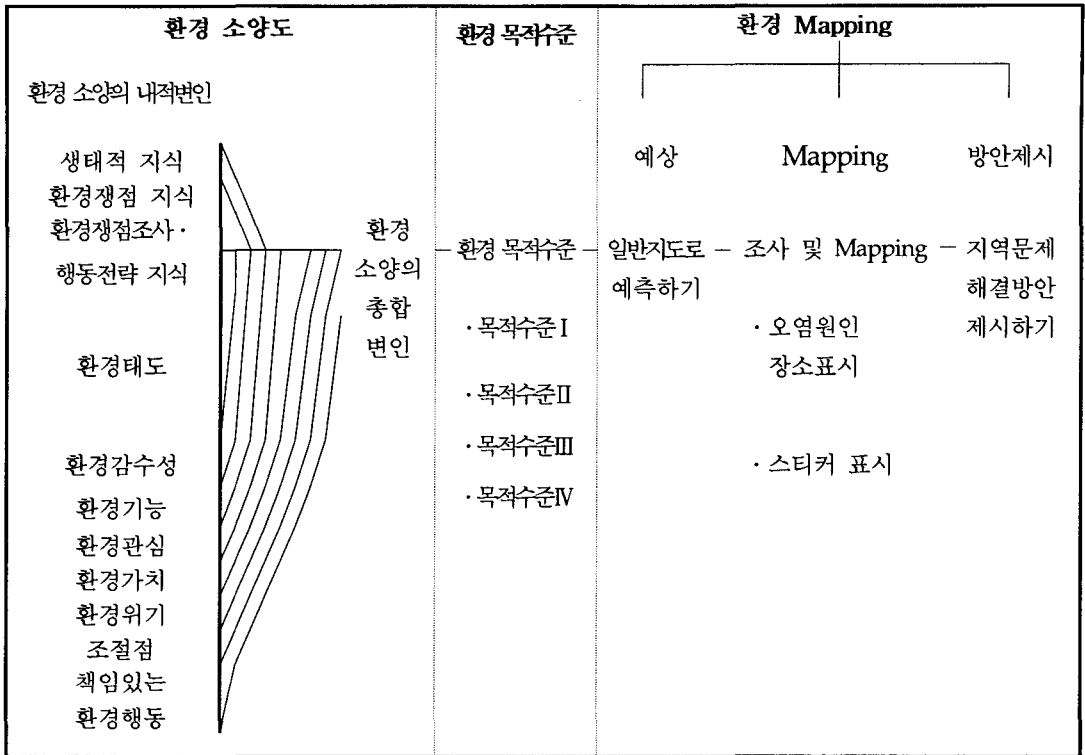 환경 소양도
환경 소양의 내적변인
생태적 지식
환경쟁점 지식
환경쟁점조사·
행동전략 지식
환경태도
환경감수성
환경기능
환경관심
환경가치
환경위기
조절점
책임있는
환경행동
환경
소양의
총합
변인
환경 목적수준
환경 목적수준
· 목적수준 Ⅰ
· 목적수준Ⅱ
· 목적수준Ⅲ
· 목적수준Ⅳ
환경 Mapping
예상
Mapping
방안제시
일반지도로
예측하기
조사 및 Mapping
· 오염원인
장소표시
· 스티커 표시
지역문제
해결방안
제시하기